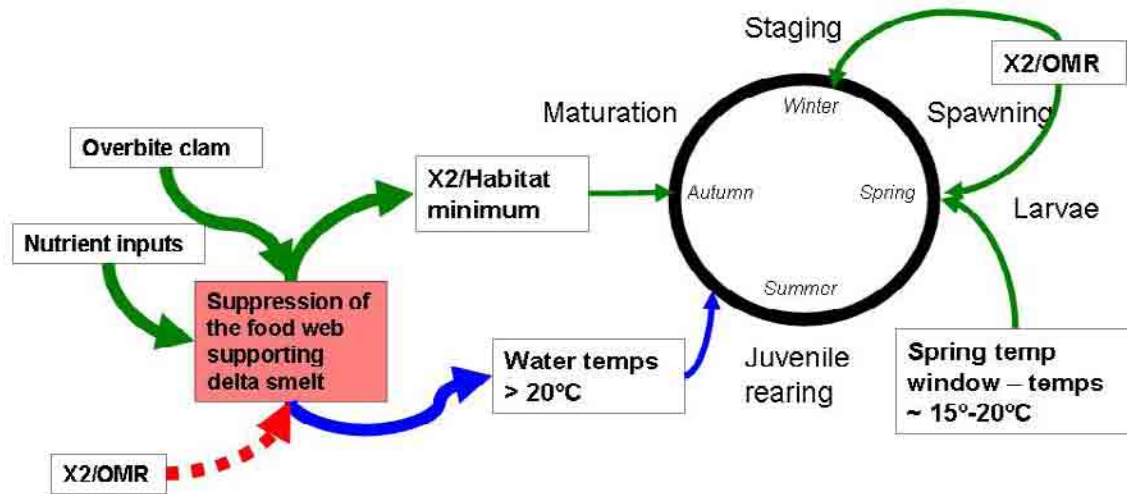 Staging
X2/OMR
Winter
Maturation
Spawning
Overbite clam
X2/Habitat
minimum
Autumn
Spring
Larvae
Nutrient inputs
Suppression of
the food web
supporting
delta smelt
Summer
Water temps
> 20ºC
Juvenile
rearing
Spring temp
window – temps
~ 15º-20ºC
X2/OMR